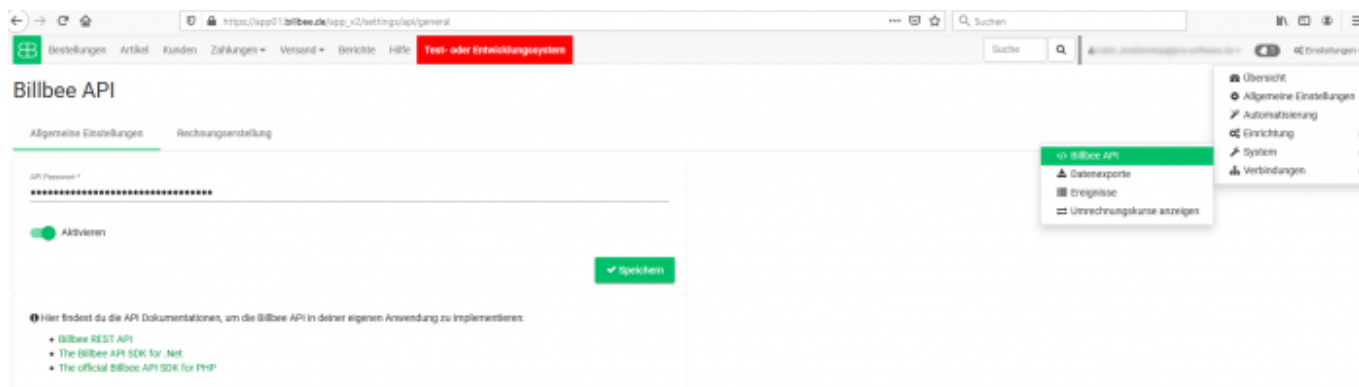 https://app01.billbee.de/app_v2/settings/api/general
Suchen
Bestellungen Artikel Kunden Zahlungen Versand Berichte Hilfe Test- oder Entwicklungssystem
Suche
Einstellungen
Billbee API
Allgemeine Einstellungen Rechnungserstellung
API Passwort *
Aktivieren
Speichern
Hier findest du die API Dokumentationen, um die Billbee API in deiner eigenen Anwendung zu implementieren:
Billbee REST API
The Billbee API SDK for .Net
The official Billbee API SDK for PHP
Übersicht
Allgemeine Einstellungen
Automatisierung
Einrichtung
System
Verbindungen
Billbee API
Datenexporte
Ereignisse
Umrechnungskurse anzeigen